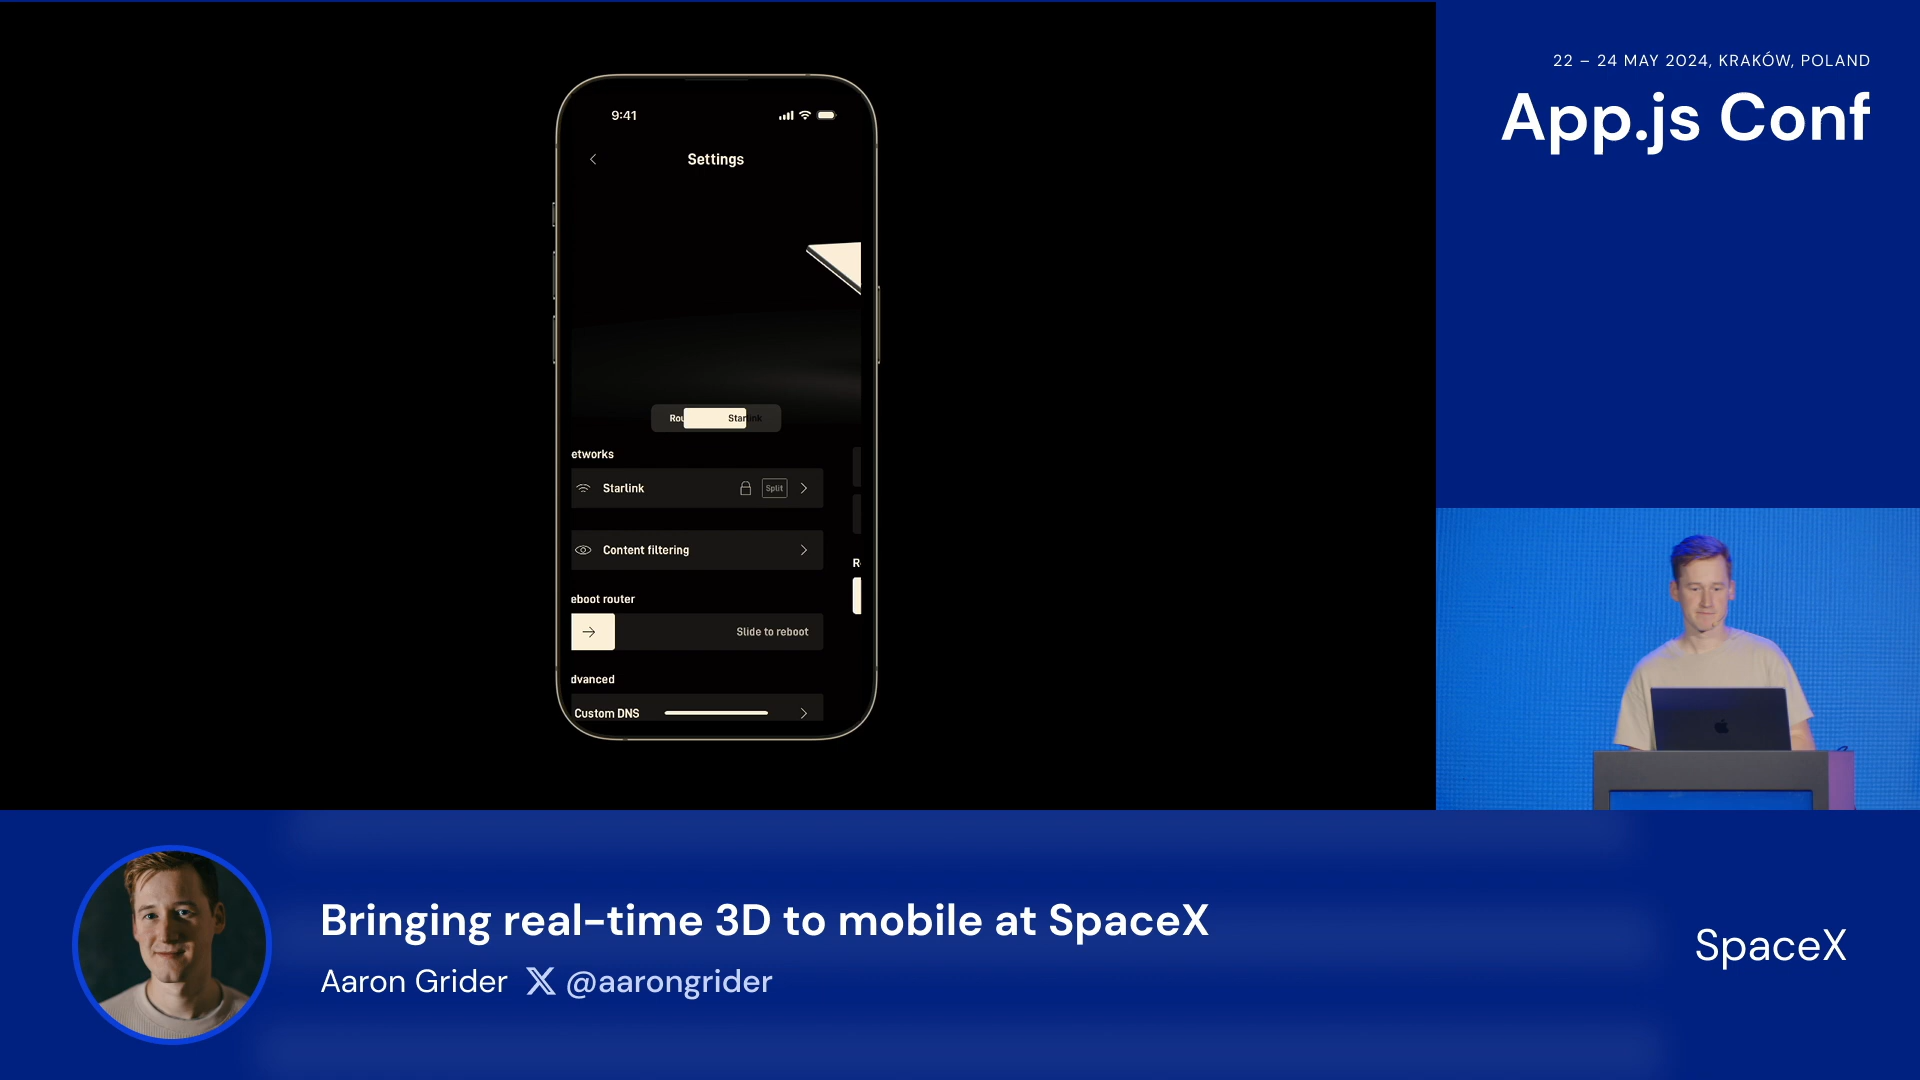 22 – 24 MAY 2024, KRAKÓW, POLAND
App.js Conf
9:41
Settings
Rou
Starlink
etworks
Starlink
Split
Content filtering
R
eboot router
Slide to reboot
dvanced
Custom DNS
Bringing real-time 3D to mobile at SpaceX
Aaron Grider X @aarongrider
SpaceX